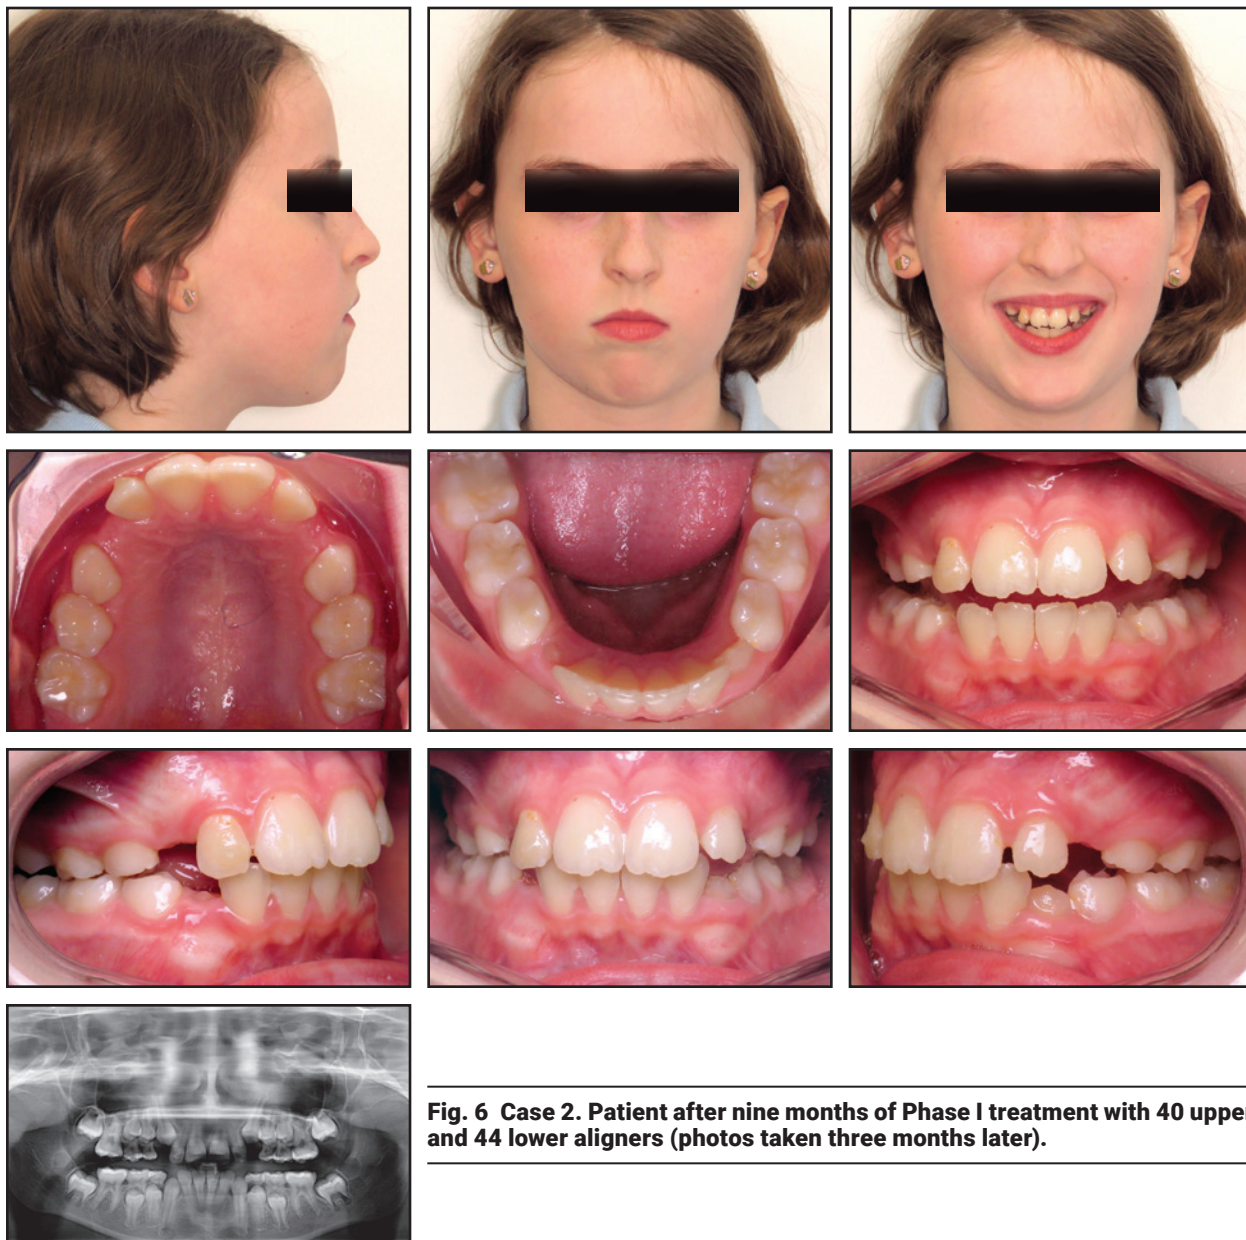 Fig. 6 Case 2. Patient after nine months of Phase I treatment with 40 upper
and 44 lower aligners (photos taken three months later).